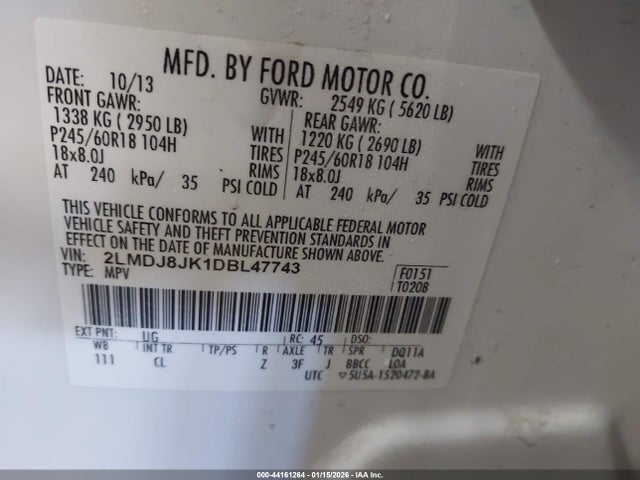 MFD. BY FORD MOTOR CO.
DATE: 10/13 GVWR: 2549 KG ( 5620 LB)
FRONT GAWR: REAR GAWR:
1338 KG ( 2950 LB) WITH 1220 KG ( 2690 LB) WITH
P245/60R18 104H TIRES P245/60R18 104H TIRES
18x8.0J RIMS 18x8.0J RIMS
AT 240 kPa/ 35 PSI COLD AT 240 kPa/ 35 PSI COLD
THIS VEHICLE CONFORMS TO ALL APPLICABLE FEDERAL MOTOR
VEHICLE SAFETY AND THEFT PREVENTION STANDARDS IN
EFFECT ON THE DATE OF MANUFACTURE SHOWN ABOVE.
VIN: 2LMDJ8JK1DBL47743 F0151
TYPE: MPV T0208
EXT PNT: UG RC: 45 DSO:
WB INT TR TP/PS R AXLE TR SPR DQ11A
111 CL Z 3F J BBCC LOA
UTC 5U5A-1520472-BA
000-44161264 - 01/15/2026 - IAA Inc.